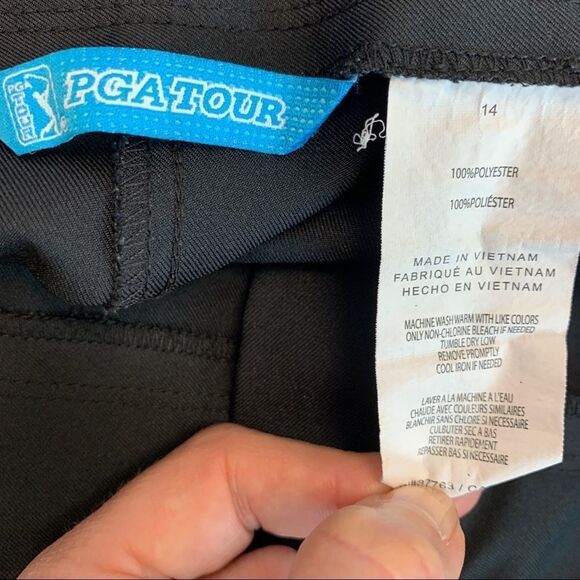 PGA TOUR
14
100%POLYESTER
100%POLIÉSTER
MADE IN VIETNAM
FABRIQUÉ AU VIETNAM
HECHO EN VIETNAM
MACHINE WASH WARM WITH LIKE COLORS
ONLY NON-CHLORINE BLEACH IF NEEDED
TUMBLE DRY LOW
REMOVE PROMPTLY
COOL IRON IF NEEDED
LAVER A LA MACHINE A L'EAU
CHAUDE AVEC COULEURS SIMILAIRES
BLANCHIR SANS CHLOR SI NECESSAIRE
CULBUTER SEC A BAS
RETIRER RAPIDEMENT
REPASSER BAS SI NECESSAIRE
37763 /